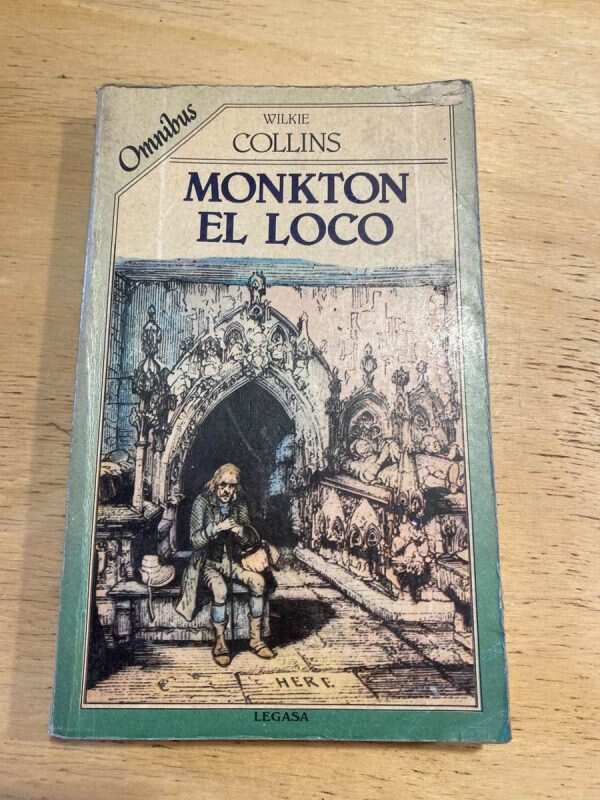 Omnibus
WILKIE
COLLINS
MONKTON
EL LOCO
HERE
LEGASA